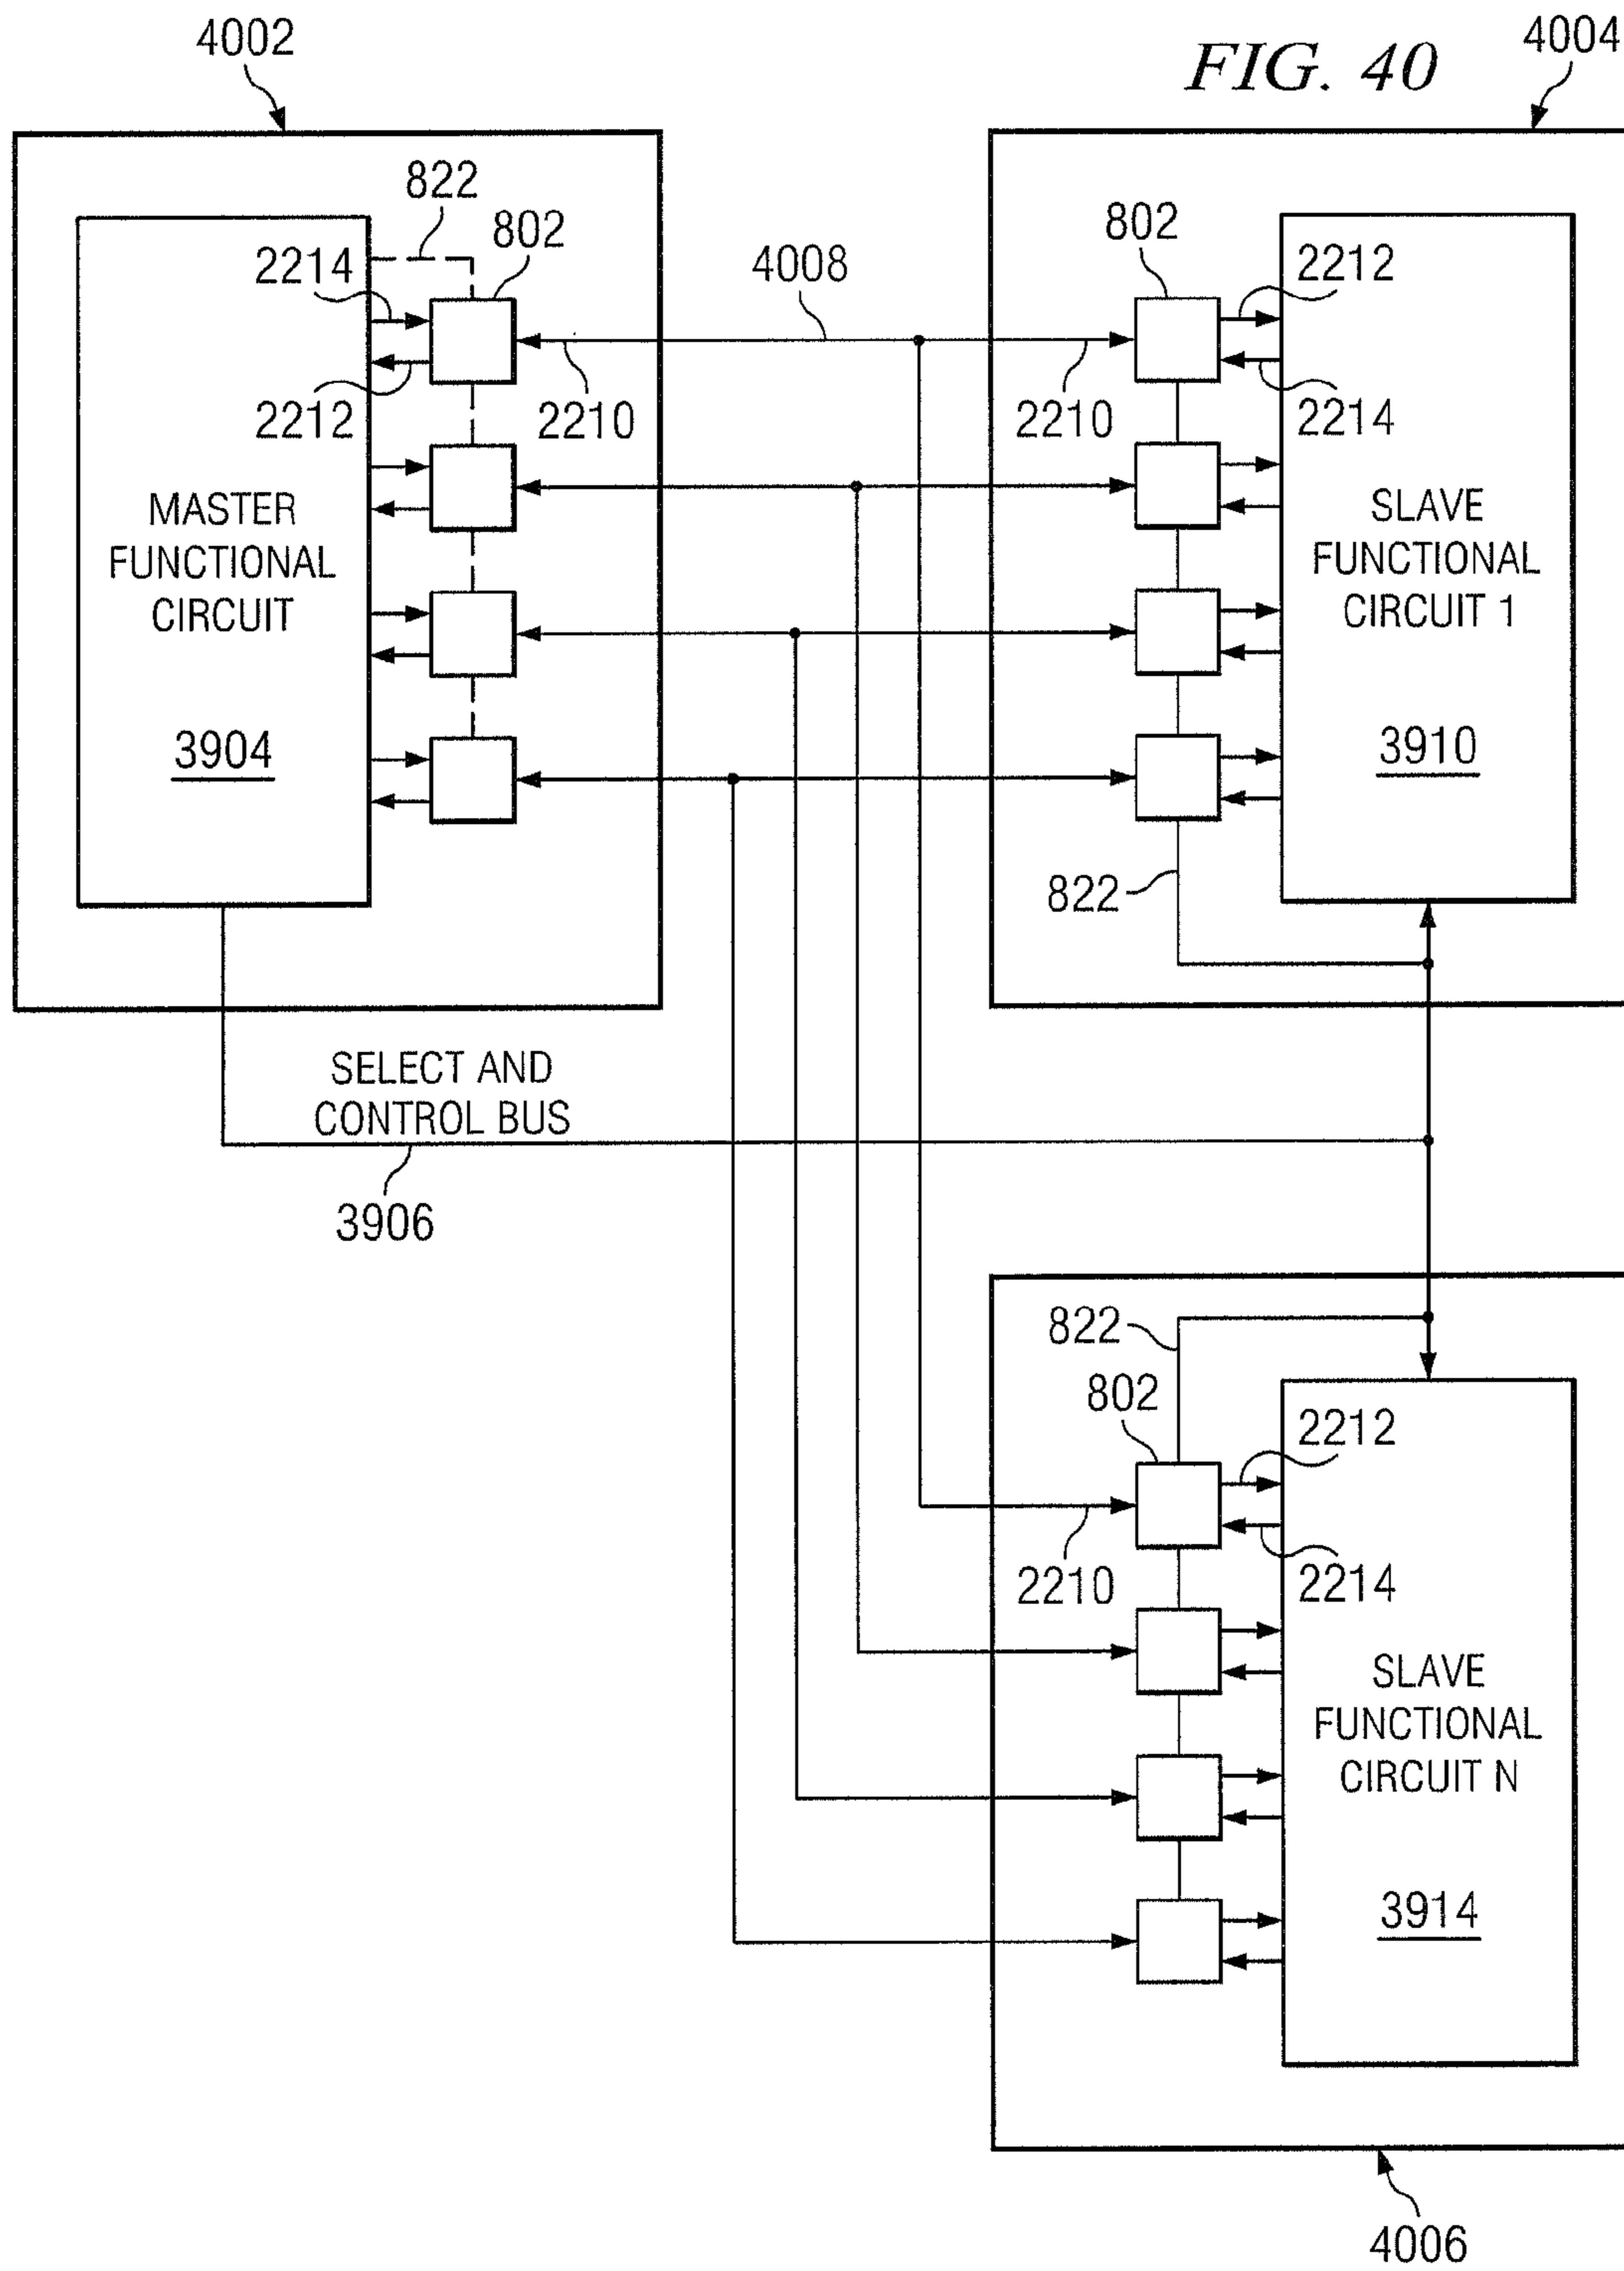 4002
FIG. 40
4004
822
802
2214
2212
2210
4008
MASTER
FUNCTIONAL
CIRCUIT
3904
802
2212
2210
2214
SLAVE
FUNCTIONAL
CIRCUIT 1
3910
822
SELECT AND
CONTROL BUS
3906
822
802
2212
2210
2214
SLAVE
FUNCTIONAL
CIRCUIT N
3914
4006